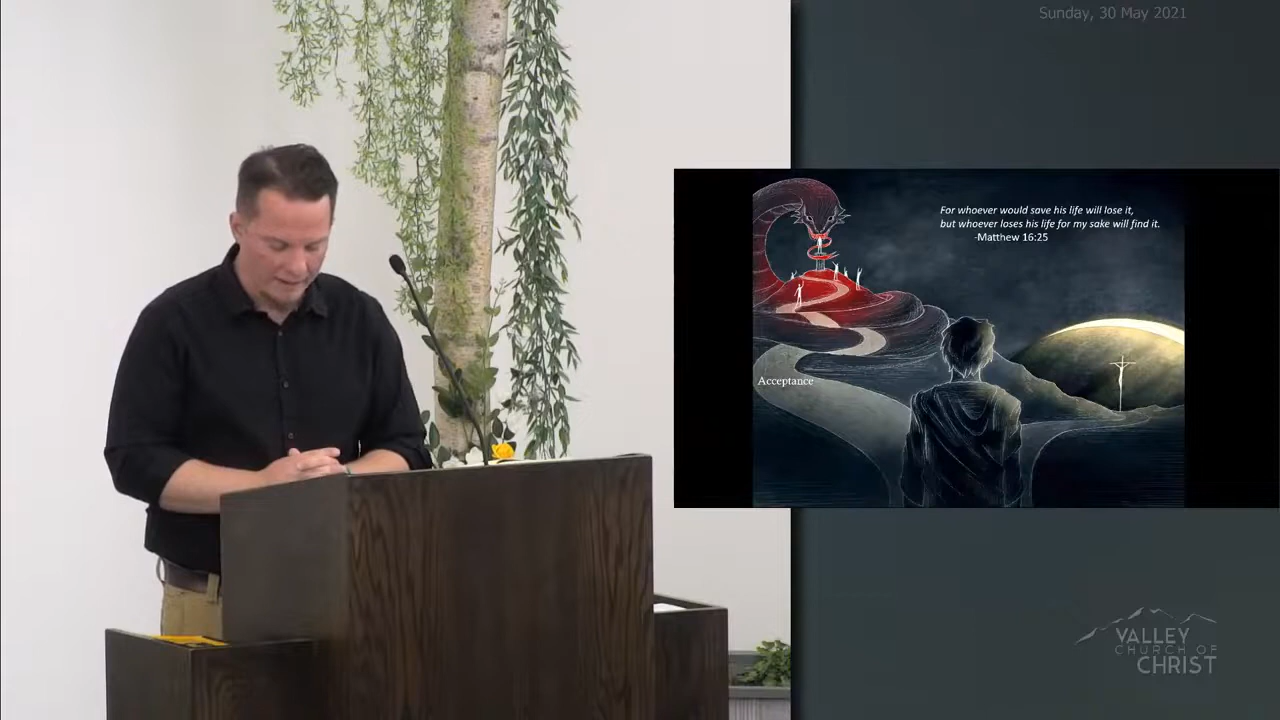 Sunday, 30 May 2021
For whoever would save his life will lose it,
but whoever loses his life for my sake will find it.
-Matthew 16:25
Acceptance
VALLEY
CHURCH OF
CHRIST